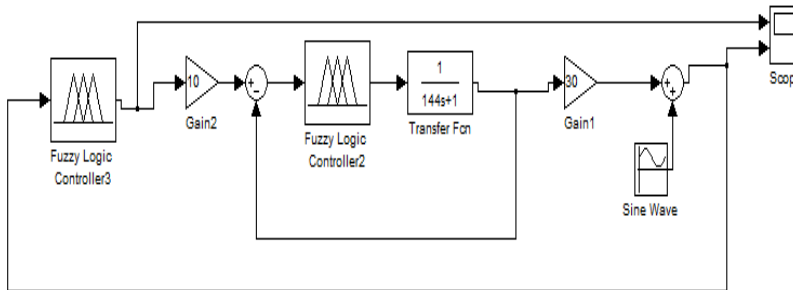 Fuzzy Logic
Controller3
10
Gain2
Fuzzy Logic
Controller2
1
144s+1
Transfer Fcn
30
Gain1
Sine Wave
Scop